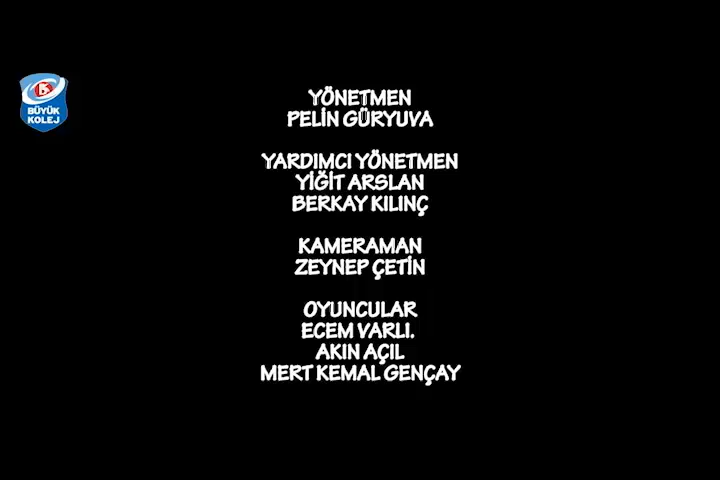 BÜYÜK
KOLEJ
YÖNETMEN
PELİN GÜRYUVA
YARDIMCI YÖNETMEN
YİĞİT ARSLAN
BERKAY KILINÇ
KAMERAMAN
ZEYNEP ÇETİN
OYUNCULAR
ECEM VARLI.
AKIN AÇIL
MERT KEMAL GENÇAY